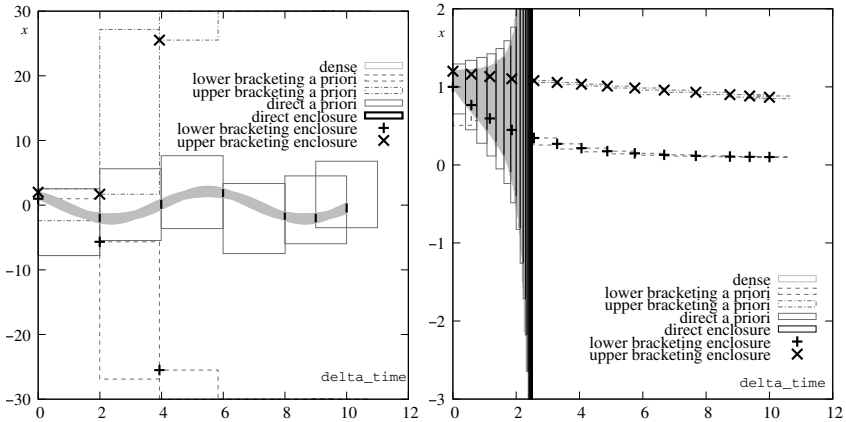 30
x
20
10
0
−10
−20
−30
0
2
4
6
8
10
12
dense
lower bracketing a priori
upper bracketing a priori
direct a priori
direct enclosure
lower bracketing enclosure
upper bracketing enclosure
delta_time
2
x
1
0
−1
−2
−3
0
2
4
6
8
10
12
dense
lower bracketing a priori
upper bracketing a priori
direct a priori
direct enclosure
lower bracketing enclosure
upper bracketing enclosure
delta_time